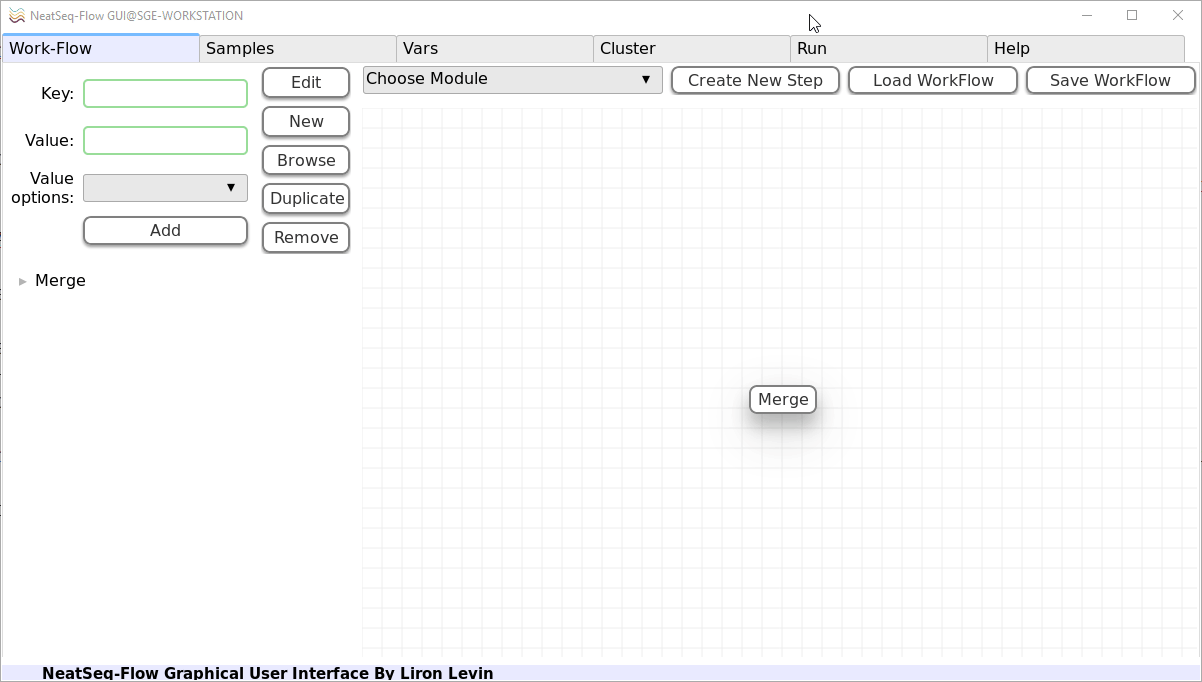 NeatSeq-Flow GUI@SGE-WORKSTATION
Work-Flow Samples Vars Cluster Run Help
Key: Edit Choose Module Create New Step Load WorkFlow Save WorkFlow
New
Value: Browse
Value options: Duplicate
Add Remove
Merge
Merge
NeatSeq-Flow Graphical User Interface By Liron Levin